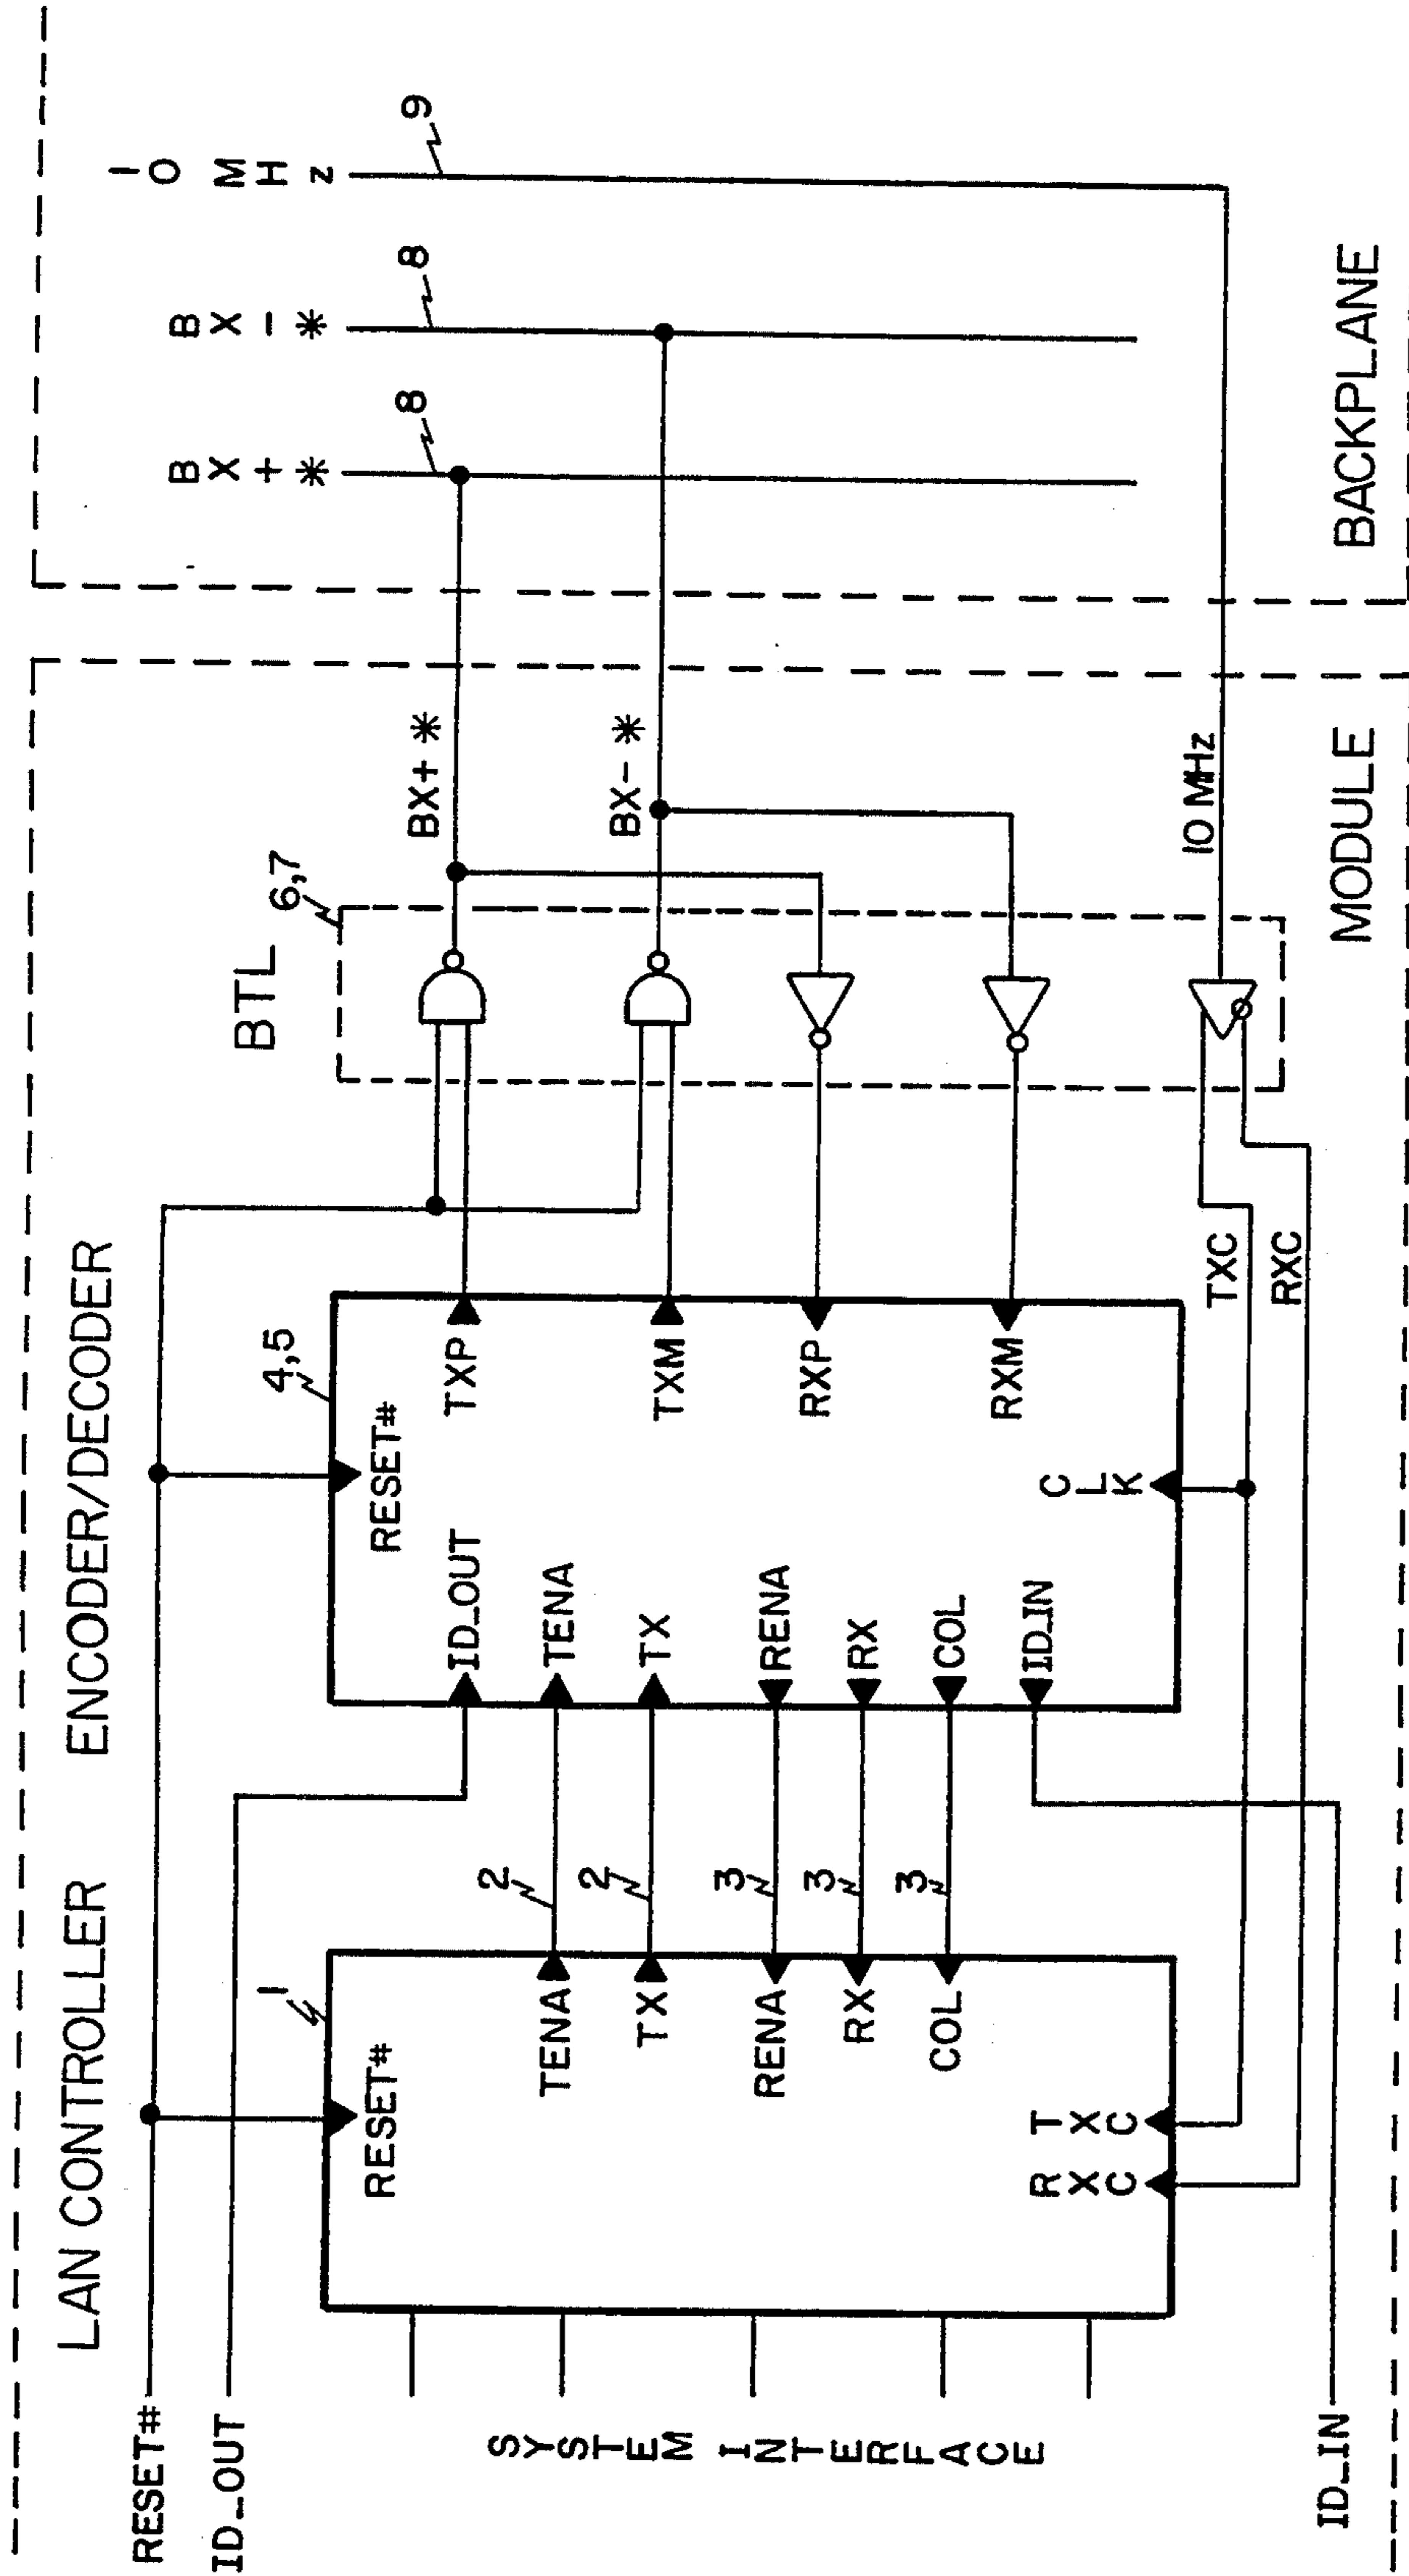 LAN CONTROLLER
ENCODER/DECODER
BTL
6,7
RESET#
ID_OUT
1
RESET#
TENA
TX
RENA
RX
COL
RXC
TXC
2
2
3
3
3
4,5
RESET#
ID_OUT
TENA
TX
RENA
RX
COL
ID_IN
TXP
TXM
RXP
RXM
CLK
TXC
RXC
BX+*
BX-*
10 MHz
BX+*
8
BX-*
8
10 MHz
9
SYSTEM INTERFACE
ID_IN
MODULE
BACKPLANE